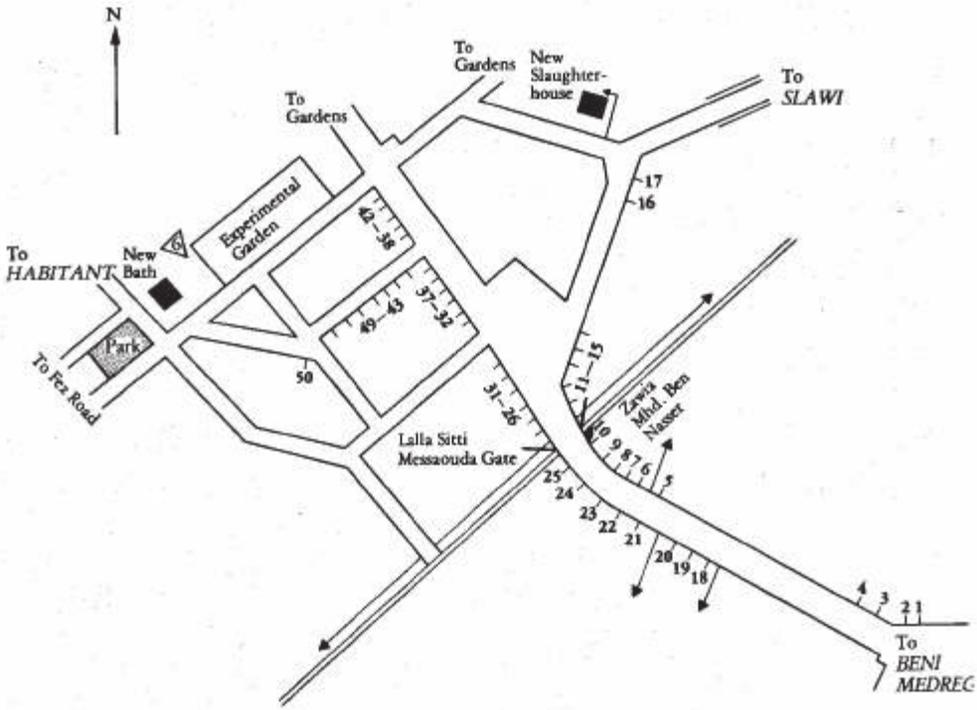 N
To
Gardens
New
Slaughter-
house
To
SLAWI
To
Gardens
17
16
42-38
Experimental
Garden
6
To
HABITANT
New
Bath
37-32
49-43
Park
To Fez Road
50
11-15
31-26
Zawia
Mhd. Ben
Nasset
10
9
8
7
6
5
Lalla Sitti
Messaouda Gate
25
24
23
22
21
20
19
18
4
3
2
1
To
BENI
MEDREG